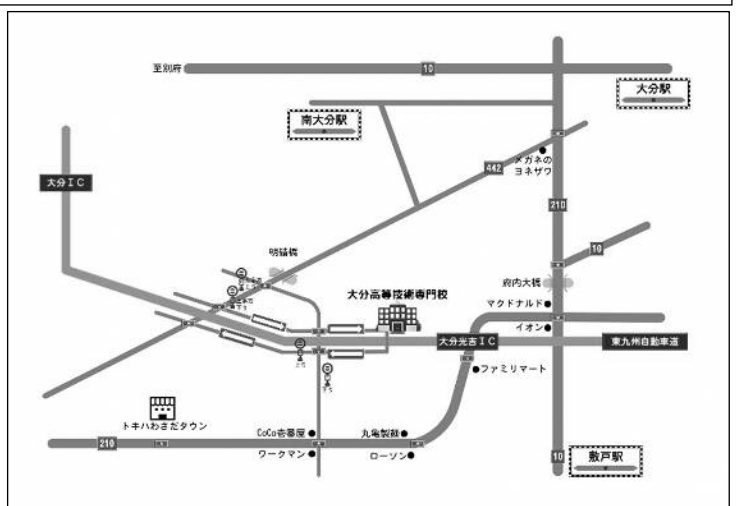 至別府
10
大分駅
南大分駅
メガネの
ヨネザワ
442
大分IC
210
10
明磧橋
府内大橋
大分高等技術専門校
マクドナルド
イオン
大分光吉IC
東九州自動車道
ファミリマート
トキハわさだタウン
CoCo壱番屋
丸亀製麺
210
ワークマン
ローソン
10
敷戸駅